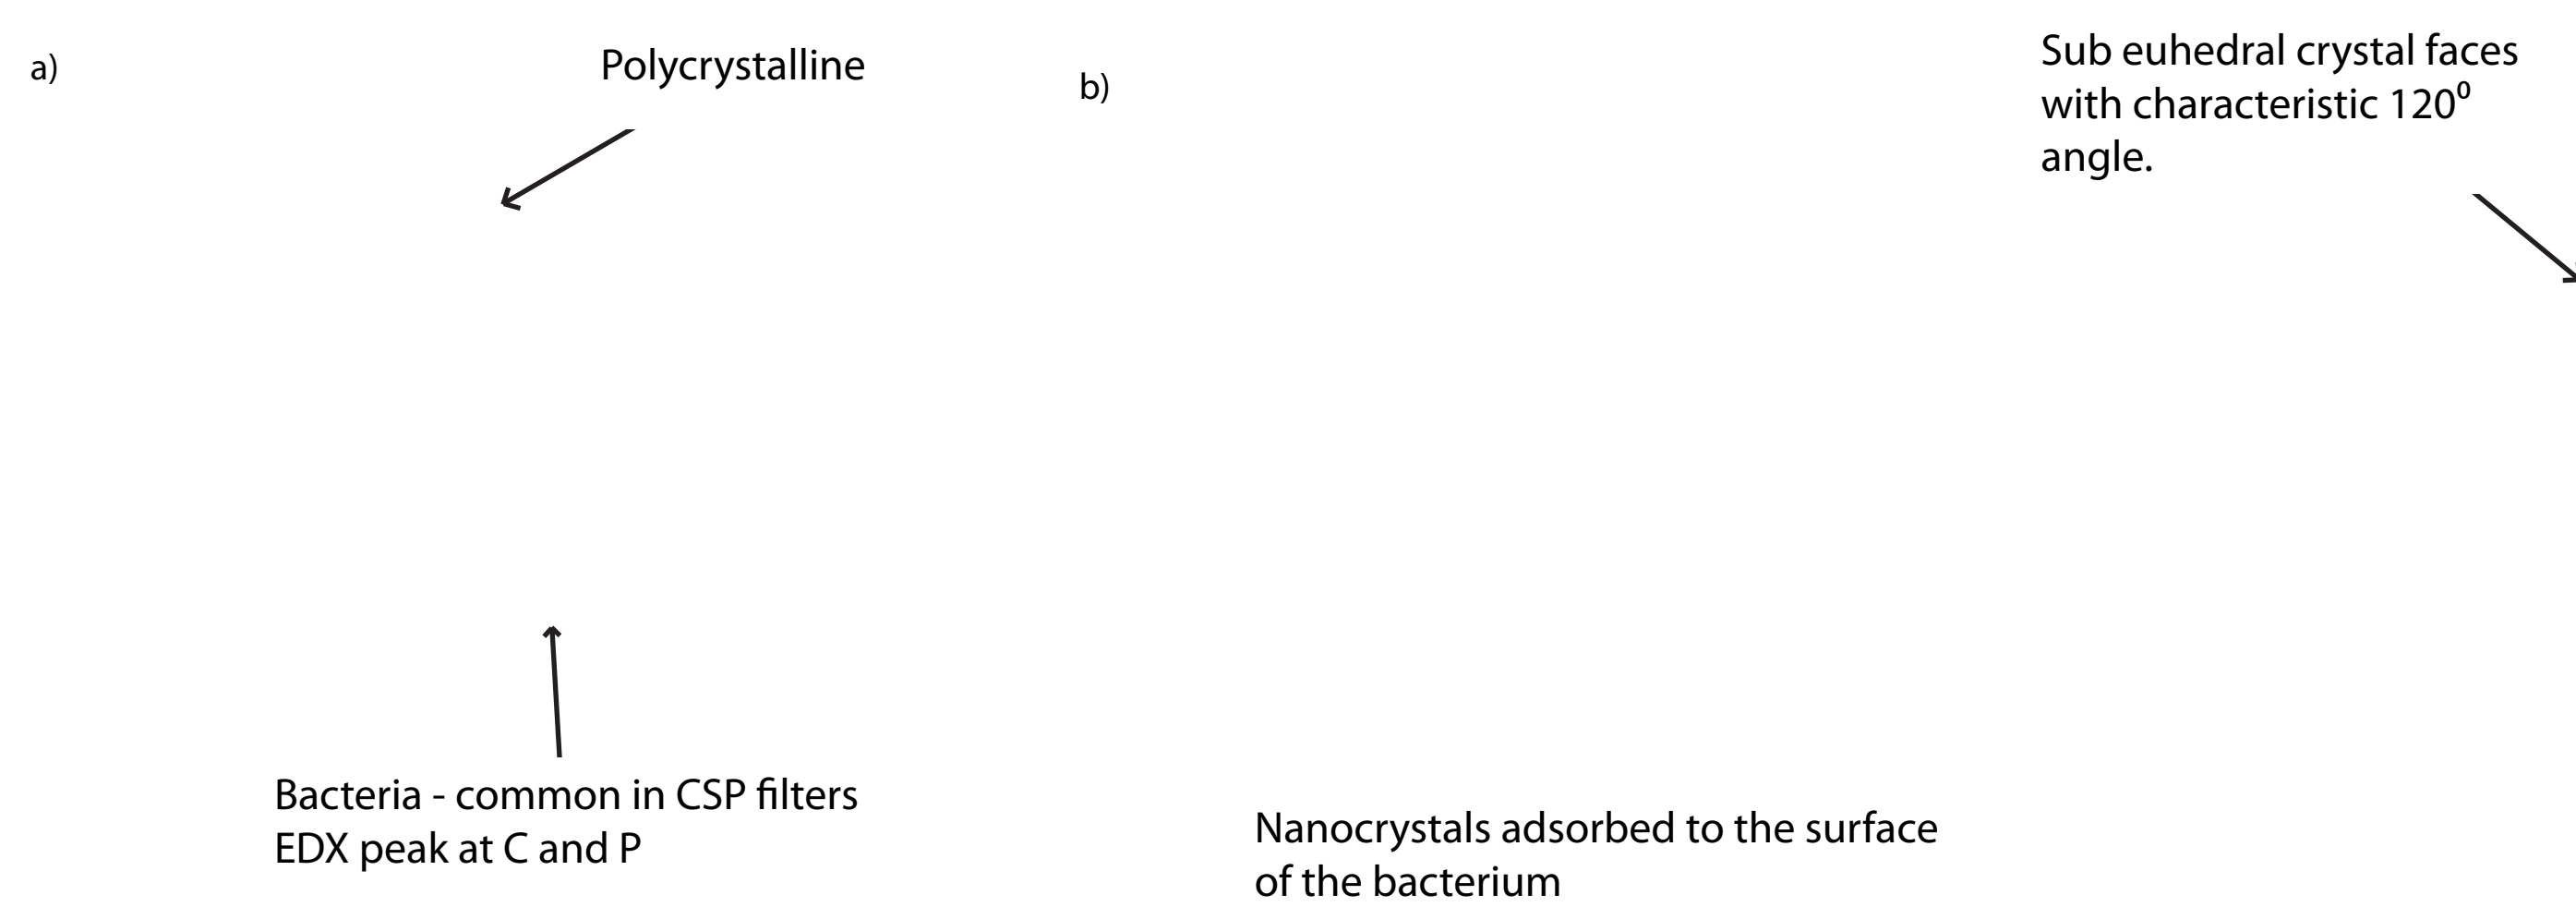 a)
Polycrystalline
Bacteria - common in CSP filters
EDX peak at C and P
b)
Sub euhedral crystal faces
with characteristic 120⁰
angle.
Nanocrystals adsorbed to the surface
of the bacterium